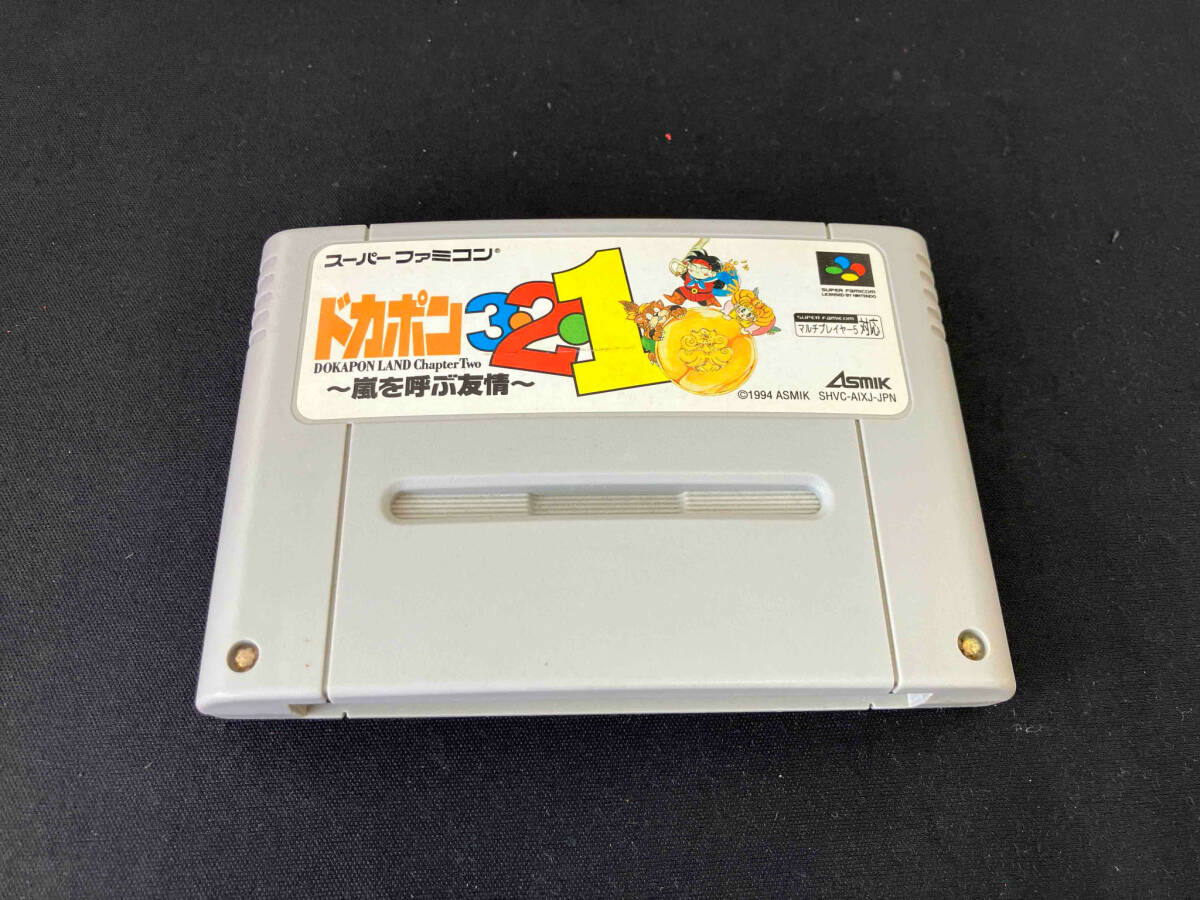 スーパーファミコン®
ドカポン3・2・1
DOKAPON LAND Chapter Two
〜嵐を呼ぶ友情〜
SUPER FAMICOM
LICENSED BY NINTENDO
SUPER FAMICOM
マルチプレイヤー5 対応
ASMIK
©1994 ASMIK SHVC-AIXJ-JPN